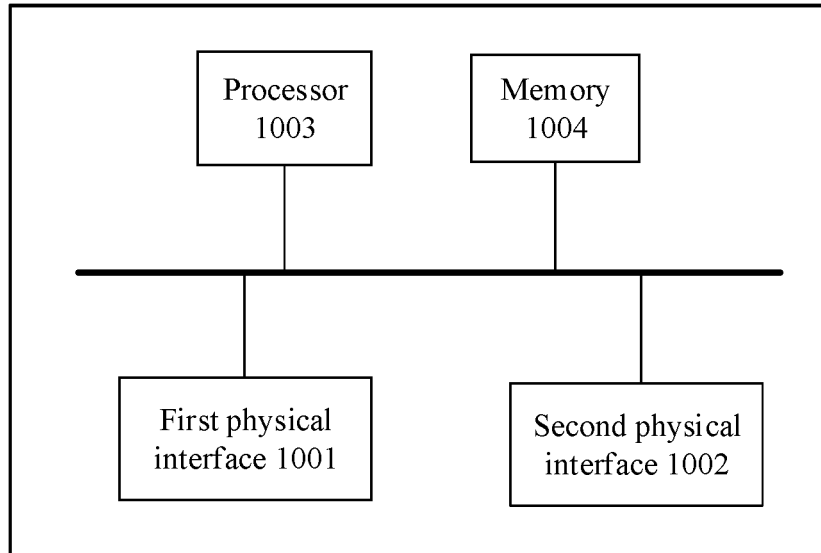 Processor
1003
Memory
1004
First physical
interface 1001
Second physical
interface 1002